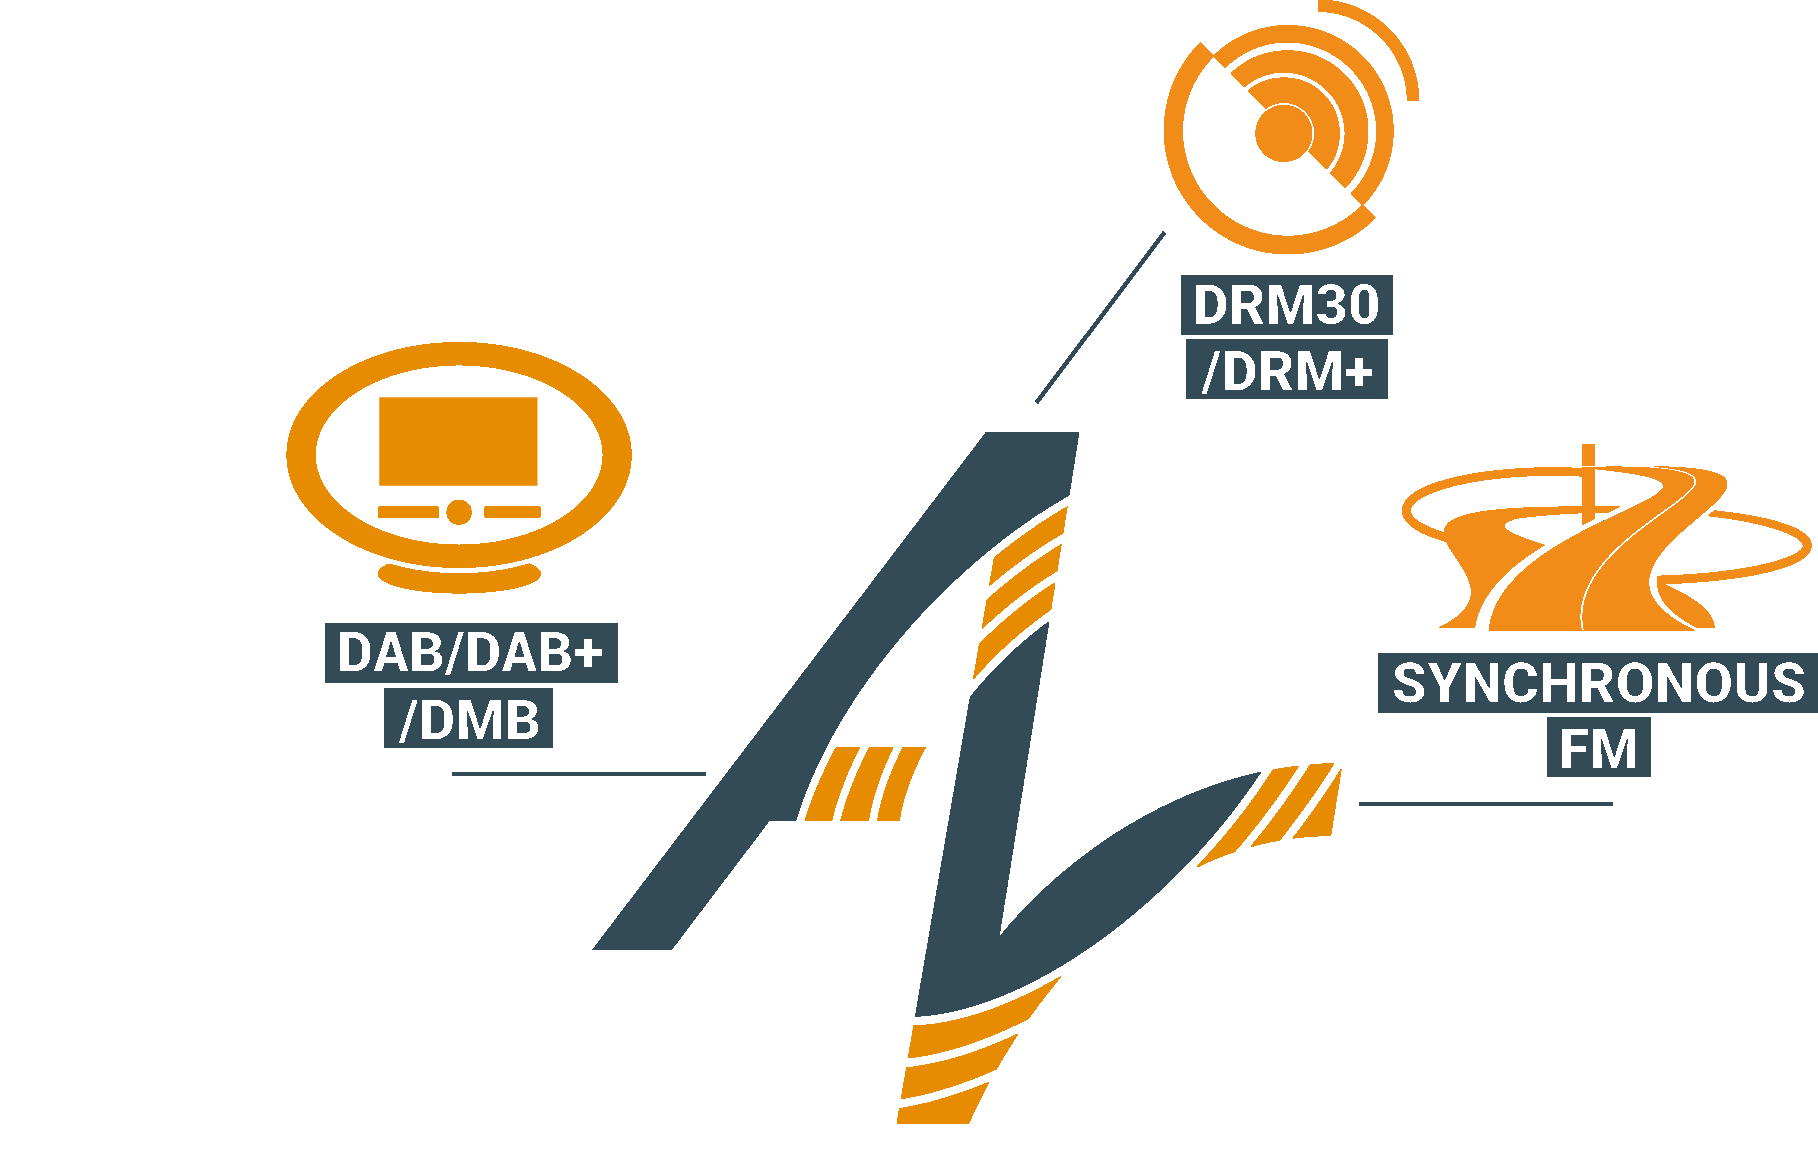 DRM30
/DRM+
DAB/DAB+
/DMB
SYNCHRONOUS
FM